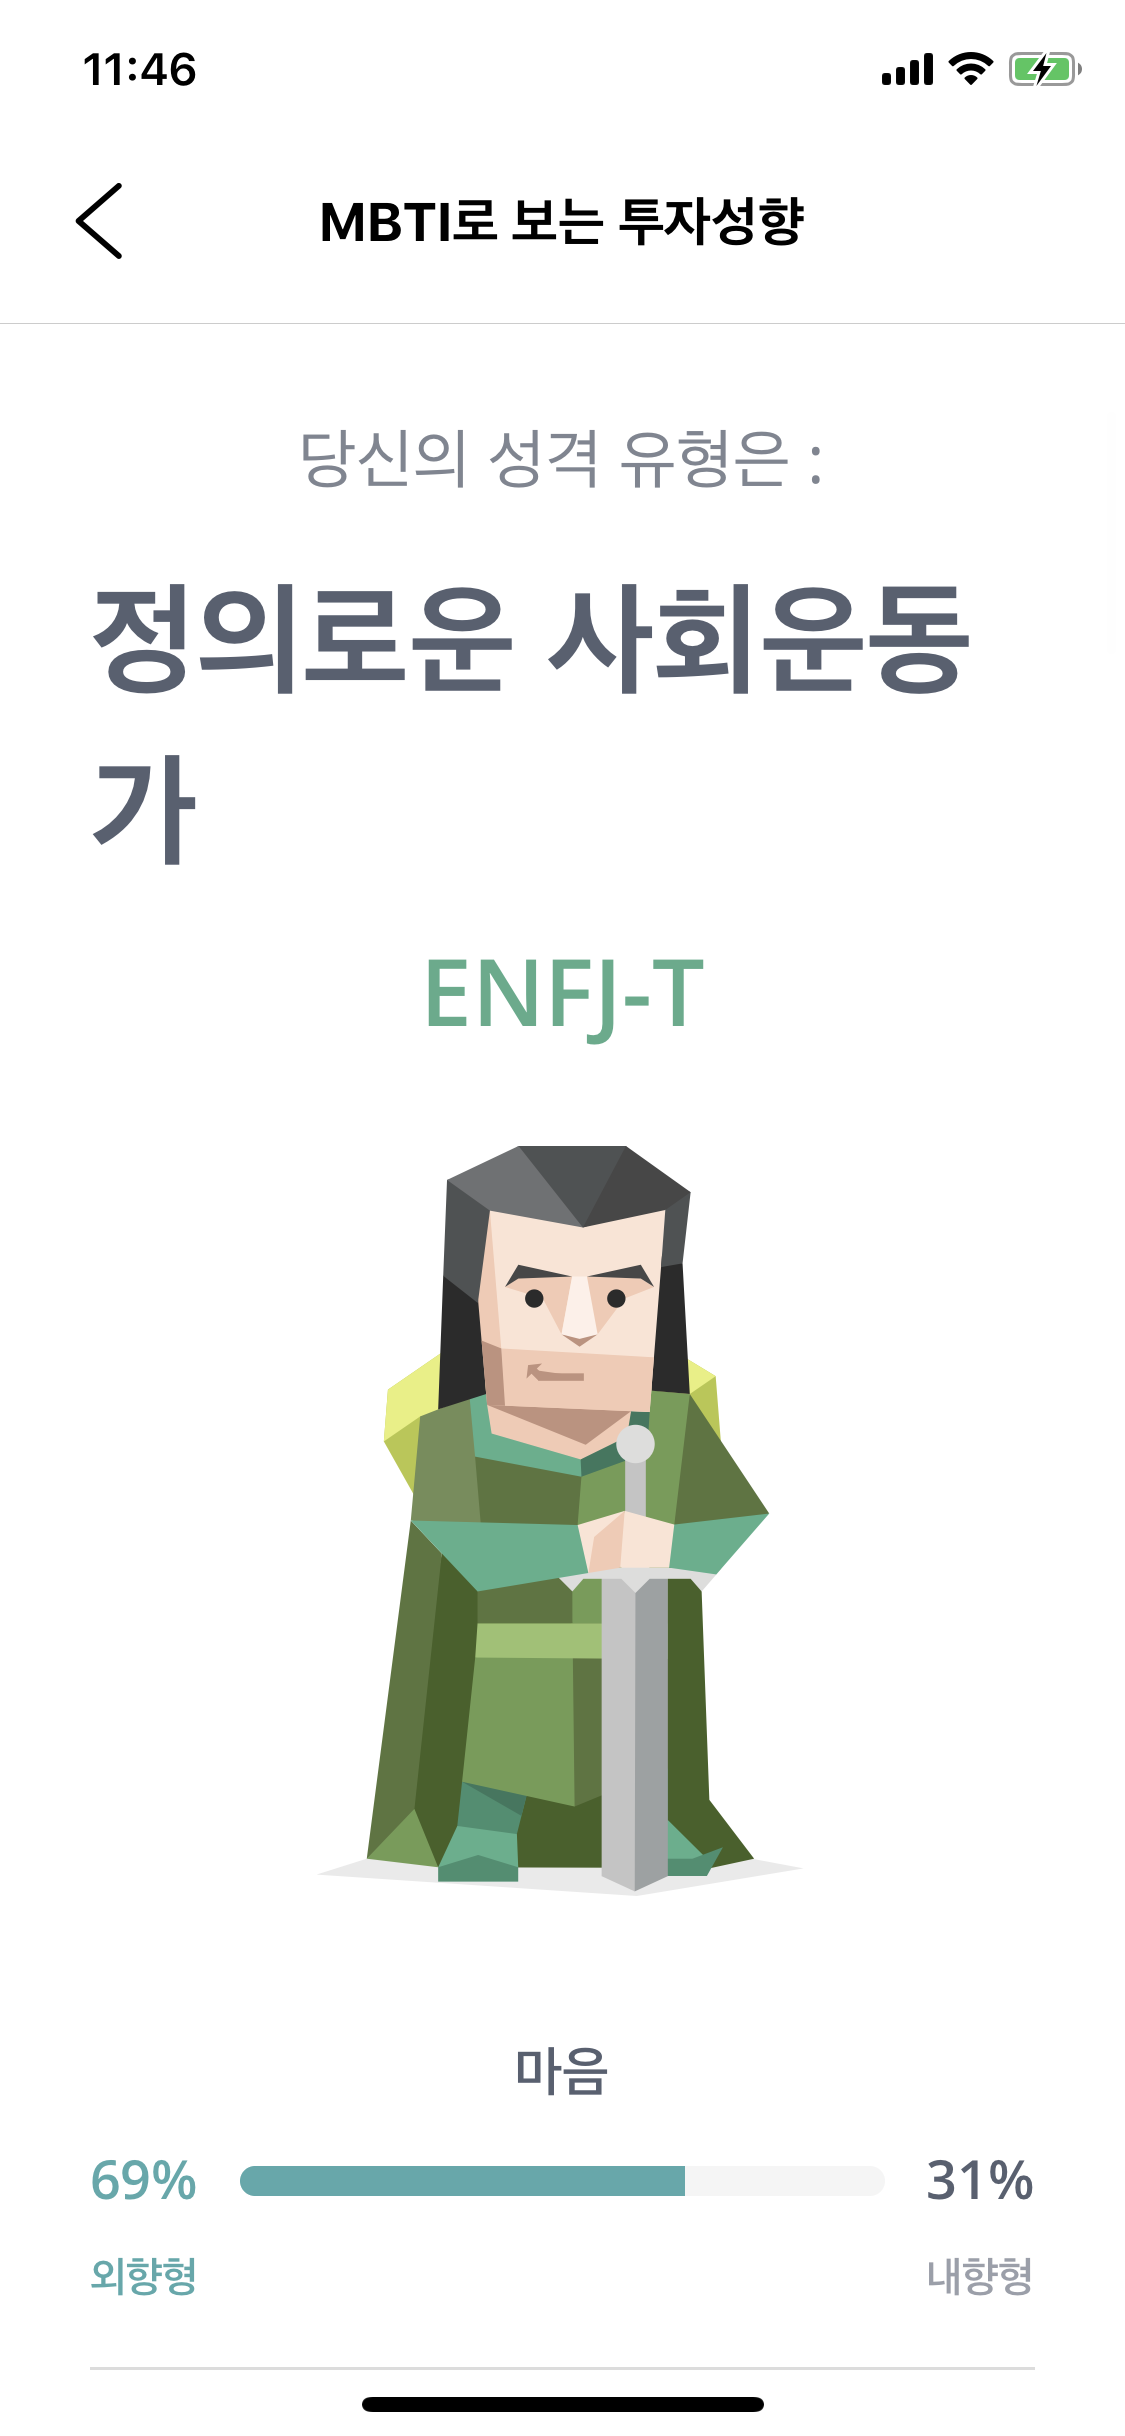 11:46
MBTI로 보는 투자성향
당신의 성격 유형은 :
정의로운 사회운동
가
ENFJ-T
마음
69% 31%
외향형 내향형